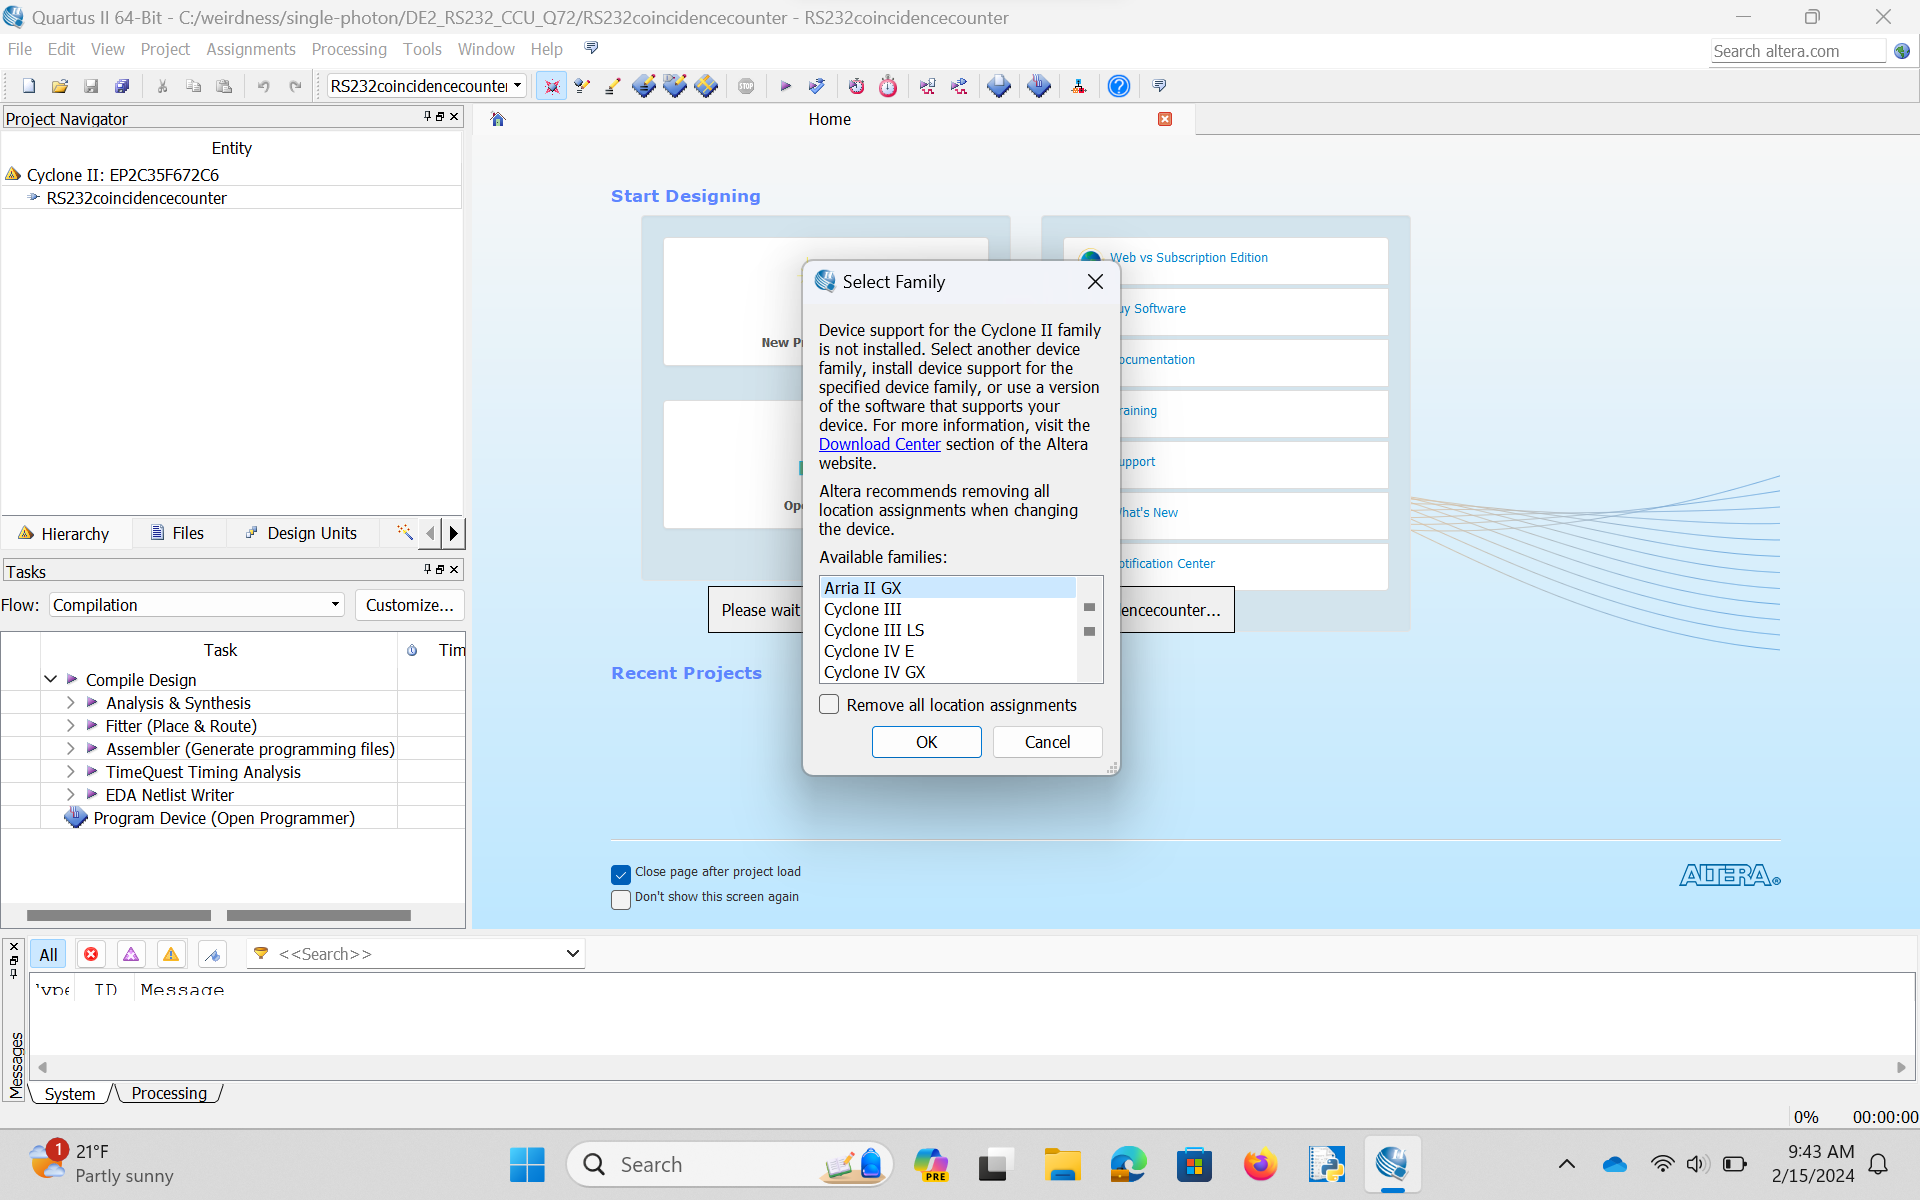 Quartus II 64-Bit - C:/weirdness/single-photon/DE2_RS232_CCU_Q72/RS232coincidencecounter - RS232coincidencecounter
File Edit View Project Assignments Processing Tools Window Help
Search altera.com
RS232coincidencecounter
STOP
Project Navigator
Home
Entity
Cyclone II: EP2C35F672C6
RS232coincidencecounter
Start Designing
New P
Web vs Subscription Edition
uy Software
ocumentation
raining
upport
hat's New
otification Center
Ope
Select Family
Device support for the Cyclone II family
is not installed. Select another device
family, install device support for the
specified device family, or use a version
of the software that supports your
device. For more information, visit the
Download Center section of the Altera
website.
Altera recommends removing all
location assignments when changing
the device.
Available families:
Arria II GX
Cyclone III
Cyclone III LS
Cyclone IV E
Cyclone IV GX
Remove all location assignments
OK Cancel
Please wait
encecounter...
Recent Projects
Hierarchy Files Design Units
Tasks
Flow: Compilation Customize...
Task Tim
Compile Design
Analysis & Synthesis
Fitter (Place & Route)
Assembler (Generate programming files)
TimeQuest Timing Analysis
EDA Netlist Writer
Program Device (Open Programmer)
Close page after project load
Don't show this screen again
ALTERA®
All <<Search>>
Type ID Message
Messages
System Processing
0% 00:00:00
1
21°F
Partly sunny
Search
PRE
9:43 AM
2/15/2024